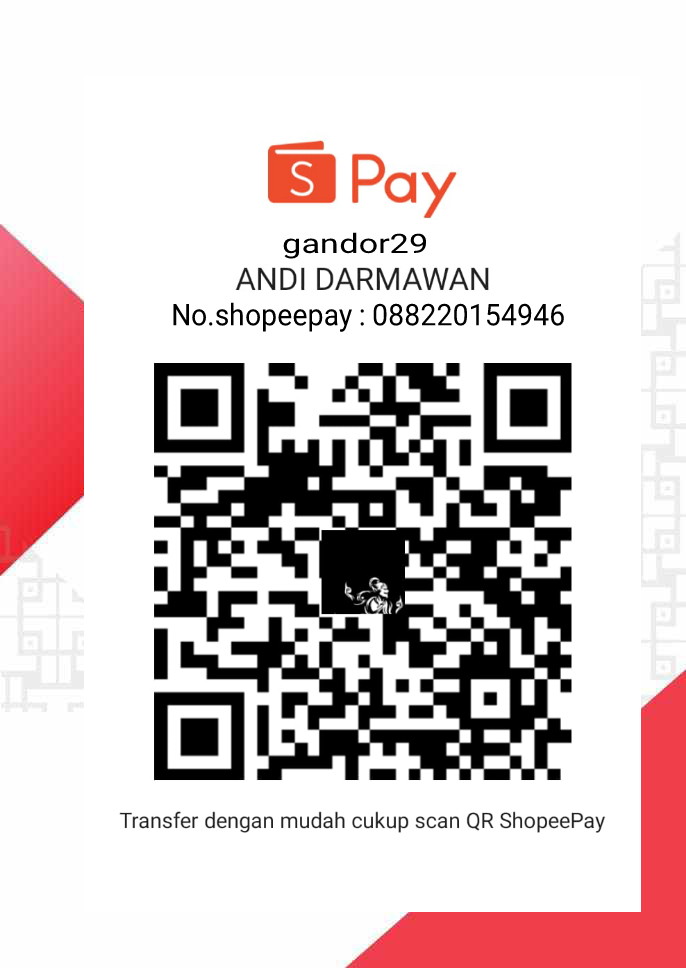 S Pay
gandor29
ANDI DARMAWAN
No.shopeepay : 088220154946
Transfer dengan mudah cukup scan QR ShopeePay